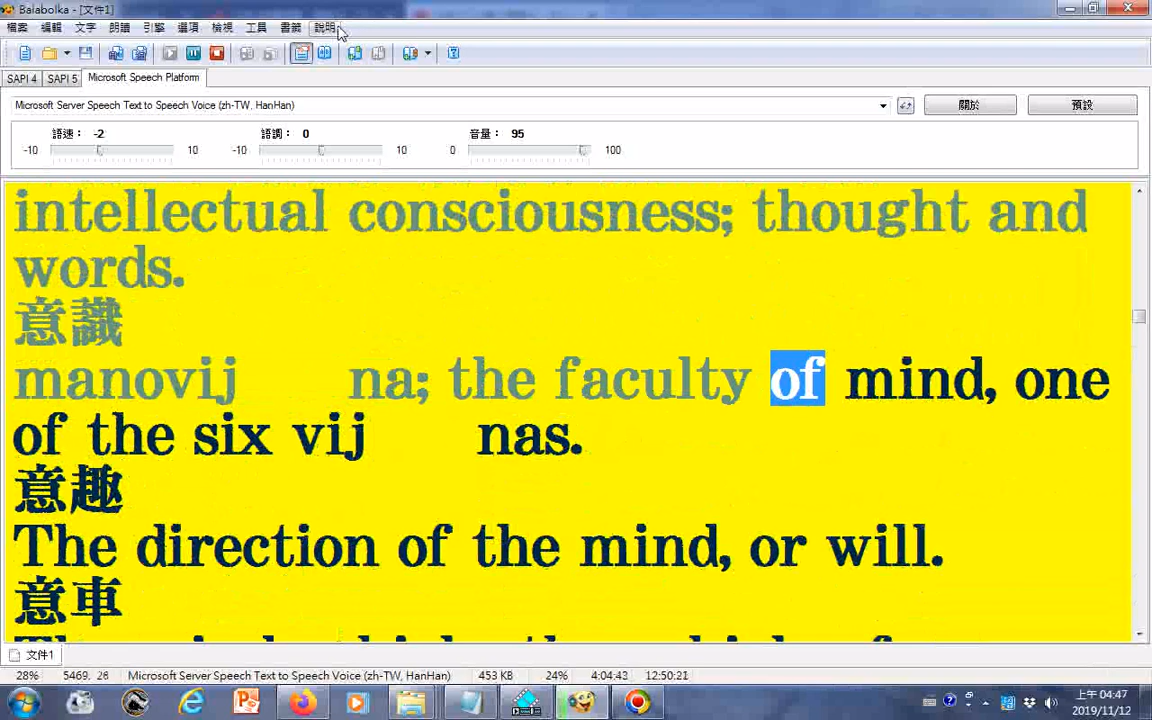 Balabolka - [文件1]
檔案 編輯 文字 朗讀 引擎 選項 檢視 工具 書籤 說明
SAPI 4 SAPI 5 Microsoft Speech Platform
Microsoft Server Speech Text to Speech Voice (zh-TW, HanHan) 關於 預設
語速： -2 語調： 0 音量： 95
-10 10 -10 10 0 100
intellectual consciousness; thought and
words.
意識
manovij na; the faculty of mind, one
of the six vij nas.
意趣
The direction of the mind, or will.
意車
文件1
28% 5469, 26 Microsoft Server Speech Text to Speech Voice (zh-TW, HanHan) 453 KB 24% 4:04:43 12:50:21
上午 04:47
2019/11/12